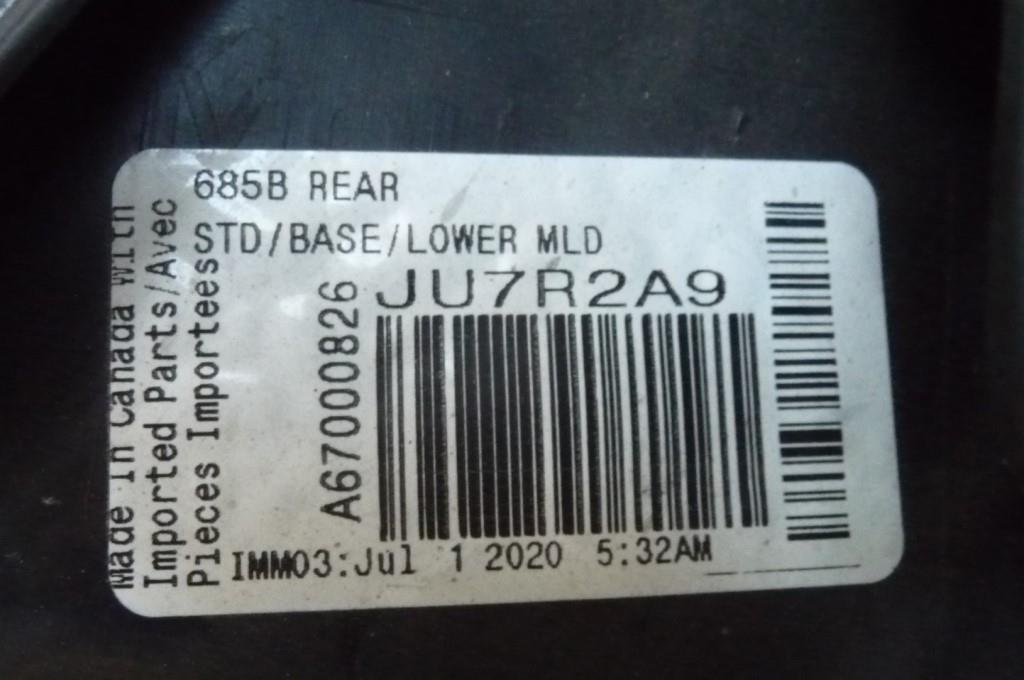 685B REAR
STD/BASE/LOWER MLD
JU7R2A9
A67000826
Made In Canada With
Imported Parts/Avec
Pieces Importees
IMM03:Jul 1 2020 5:32AM